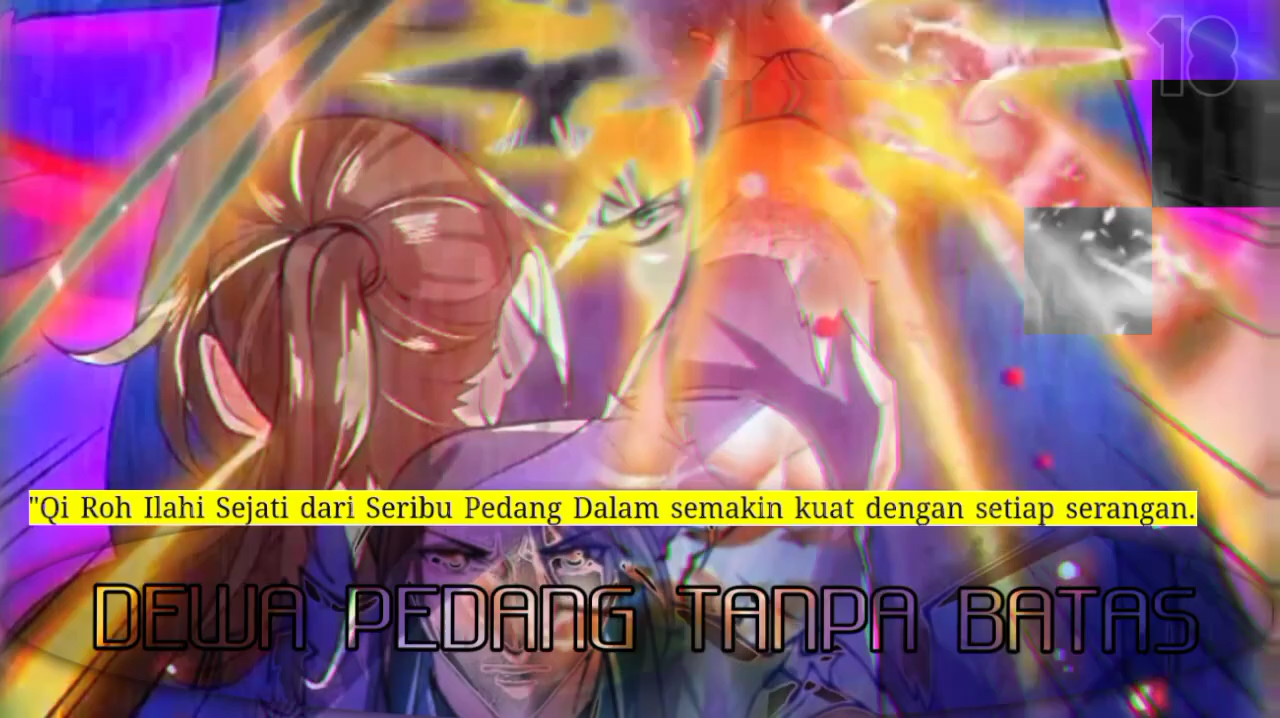 18
"Qi Roh Ilahi Sejati dari Seribu Pedang Dalam semakin kuat dengan setiap serangan.
DEWA PEDANG TANPA BATAS